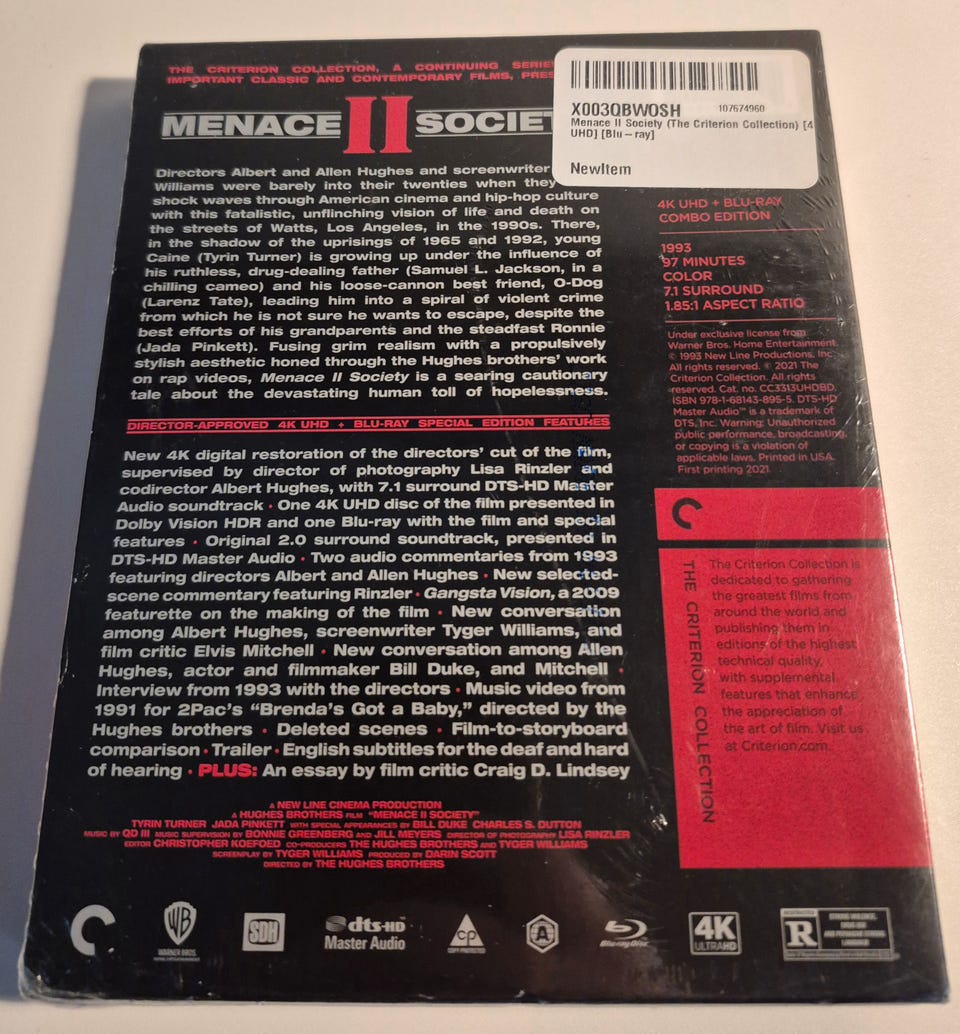 THE CRITERION COLLECTION, A CONTINUING SERIES
IMPORTANT CLASSIC AND CONTEMPORARY FILMS, PRES
MENACE II SOCIET
X003QBWOSH 107674960
Menace II Society (The Criterion Collection) [4
UHD] [Blu-ray]
NewItem
Directors Albert and Allen Hughes and screenwriter
Williams were barely into their twenties when they
shock waves through American cinema and hip-hop culture
with this fatalistic, unflinching vision of life and death on
the streets of Watts, Los Angeles, in the 1990s. There,
in the shadow of the uprisings of 1965 and 1992, young
Caine (Tyrin Turner) is growing up under the influence of
his ruthless, drug-dealing father (Samuel L. Jackson, in a
chilling cameo) and his loose-cannon best friend, O-Dog
(Larenz Tate), leading him into a spiral of violent crime
from which he is not sure he wants to escape, despite the
best efforts of his grandparents and the steadfast Ronnie
(Jada Pinkett). Fusing grim realism with a propulsively
stylish aesthetic honed through the Hughes brothers' work
on rap videos, Menace II Society is a searing cautionary
tale about the devastating human toll of hopelessness.
DIRECTOR-APPROVED 4K UHD + BLU-RAY SPECIAL EDITION FEATURES
New 4K digital restoration of the directors' cut of the film,
supervised by director of photography Lisa Rinzler and
codirector Albert Hughes, with 7.1 surround DTS-HD Master
Audio soundtrack • One 4K UHD disc of the film presented in
Dolby Vision HDR and one Blu-ray with the film and special
features • Original 2.0 surround soundtrack, presented in
DTS-HD Master Audio • Two audio commentaries from 1993
featuring directors Albert and Allen Hughes • New selected-
scene commentary featuring Rinzler • Gangsta Vision, a 2009
featurette on the making of the film • New conversation
among Albert Hughes, screenwriter Tyger Williams, and
film critic Elvis Mitchell • New conversation among Allen
Hughes, actor and filmmaker Bill Duke, and Mitchell •
Interview from 1993 with the directors • Music video from
1991 for 2Pac's "Brenda's Got a Baby," directed by the
Hughes brothers • Deleted scenes • Film-to-storyboard
comparison • Trailer • English subtitles for the deaf and hard
of hearing • PLUS: An essay by film critic Craig D. Lindsey
4K UHD + BLU-RAY
COMBO EDITION
1993
97 MINUTES
COLOR
7.1 SURROUND
1.85:1 ASPECT RATIO
Under exclusive license from
Warner Bros. Home Entertainment.
© 1993 New Line Productions, Inc.
All rights reserved. © 2021 The
Criterion Collection. All rights
reserved. Cat. no. CC3313UHDBD.
ISBN 978-1-68143-895-5. DTS-HD
Master Audio™ is a trademark of
DTS, Inc. Warning: Unauthorized
public performance, broadcasting,
or copying is a violation of
applicable laws. Printed in USA.
First printing 2021.
THE CRITERION COLLECTION
The Criterion Collection is
dedicated to gathering
the greatest films from
around the world and
publishing them in
editions of the highest
technical quality,
with supplemental
features that enhance
the appreciation of
the art of film. Visit us
at Criterion.com.
A NEW LINE CINEMA PRODUCTION
A HUGHES BROTHERS FILM "MENACE II SOCIETY"
TYRIN TURNER JADA PINKETT WITH SPECIAL APPEARANCES BY BILL DUKE CHARLES S. DUTTON
MUSIC BY QD III MUSIC SUPERVISION BY BONNIE GREENBERG AND JILL MEYERS DIRECTOR OF PHOTOGRAPHY LISA RINZLER
EDITOR CHRISTOPHER KOEFOED CO-PRODUCERS THE HUGHES BROTHERS AND TYGER WILLIAMS
SCREENPLAY BY TYGER WILLIAMS PRODUCED BY DARIN SCOTT
DIRECTED BY THE HUGHES BROTHERS
WB
WARNER BROS.
SDH
dts-HD
Master Audio
CP
COPY PROTECTED
A
Blu-ray Disc
4K
ULTRA HD
RESTRICTED
R
STRONG VIOLENCE,
DRUG USE
AND PERVASIVE STRONG
LANGUAGE